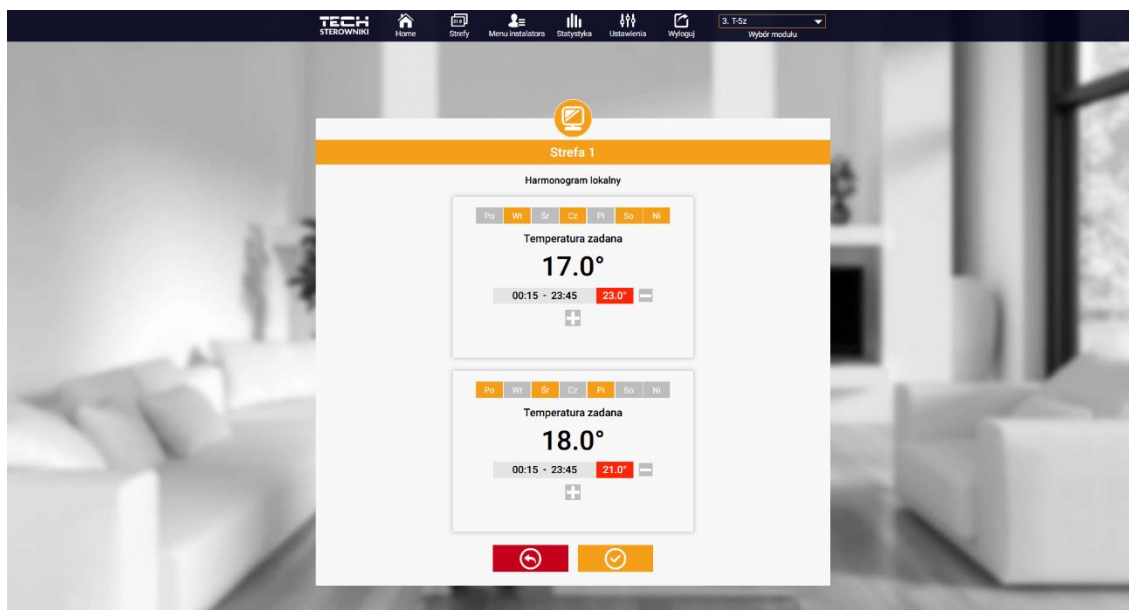 TECH
STEROWNIKI
Home
Strefy
Menu instalatora
Statystyka
Ustawienia
Wyloguj
3. T-5z
Wybór modułu
Strefa 1
Harmonogram lokalny
Po Wt Śr Cz Pi So Ni
Temperatura zadana
17.0°
00:15 - 23:45 23.0°
Po Wt Śr Cz Pi So Ni
Temperatura zadana
18.0°
00:15 - 23:45 21.0°